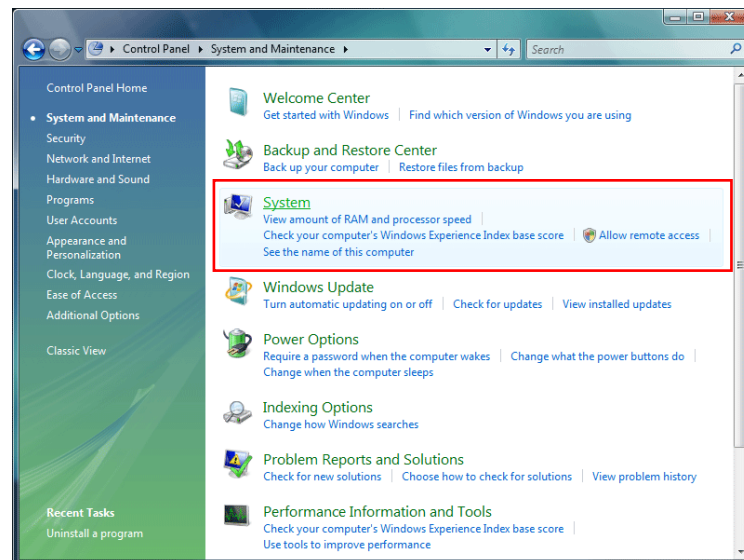 Control Panel System and Maintenance Search
Control Panel Home
System and Maintenance
Security
Network and Internet
Hardware and Sound
Programs
User Accounts
Appearance and
Personalization
Clock, Language, and Region
Ease of Access
Additional Options
Classic View
Recent Tasks
Uninstall a program
Welcome Center
Get started with Windows Find which version of Windows you are using
Backup and Restore Center
Back up your computer Restore files from backup
System
View amount of RAM and processor speed
Check your computer's Windows Experience Index base score Allow remote access
See the name of this computer
Windows Update
Turn automatic updating on or off Check for updates View installed updates
Power Options
Require a password when the computer wakes Change what the power buttons do
Change when the computer sleeps
Indexing Options
Change how Windows searches
Problem Reports and Solutions
Check for new solutions Choose how to check for solutions View problem history
Performance Information and Tools
Check your computer's Windows Experience Index base score
Use tools to improve performance